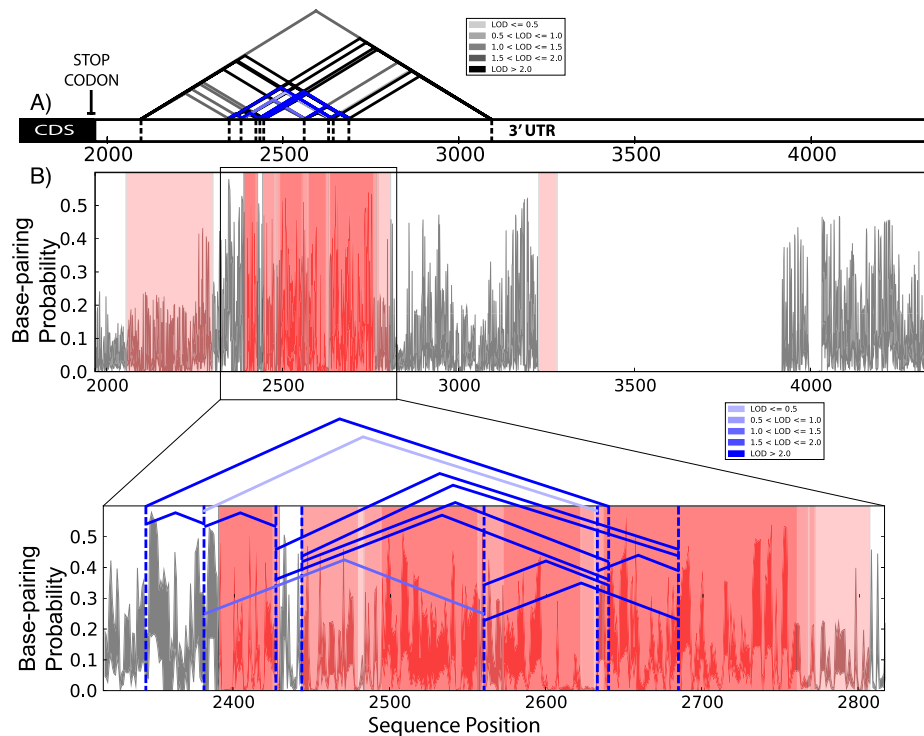 LOD <= 0.5
0.5 < LOD <= 1.0
1.0 < LOD <= 1.5
1.5 < LOD <= 2.0
LOD > 2.0
STOP
CODON
A)
CDS
3' UTR
2000 2500 3000 3500 4000
B)
Base-pairing
Probability
0.5
0.4
0.3
0.2
0.1
0.0
2000 2500 3000 3500 4000
LOD <= 0.5
0.5 < LOD <= 1.0
1.0 < LOD <= 1.5
1.5 < LOD <= 2.0
LOD > 2.0
Base-pairing
Probability
0.5
0.4
0.3
0.2
0.1
0.0
2400 2500 2600 2700 2800
Sequence Position